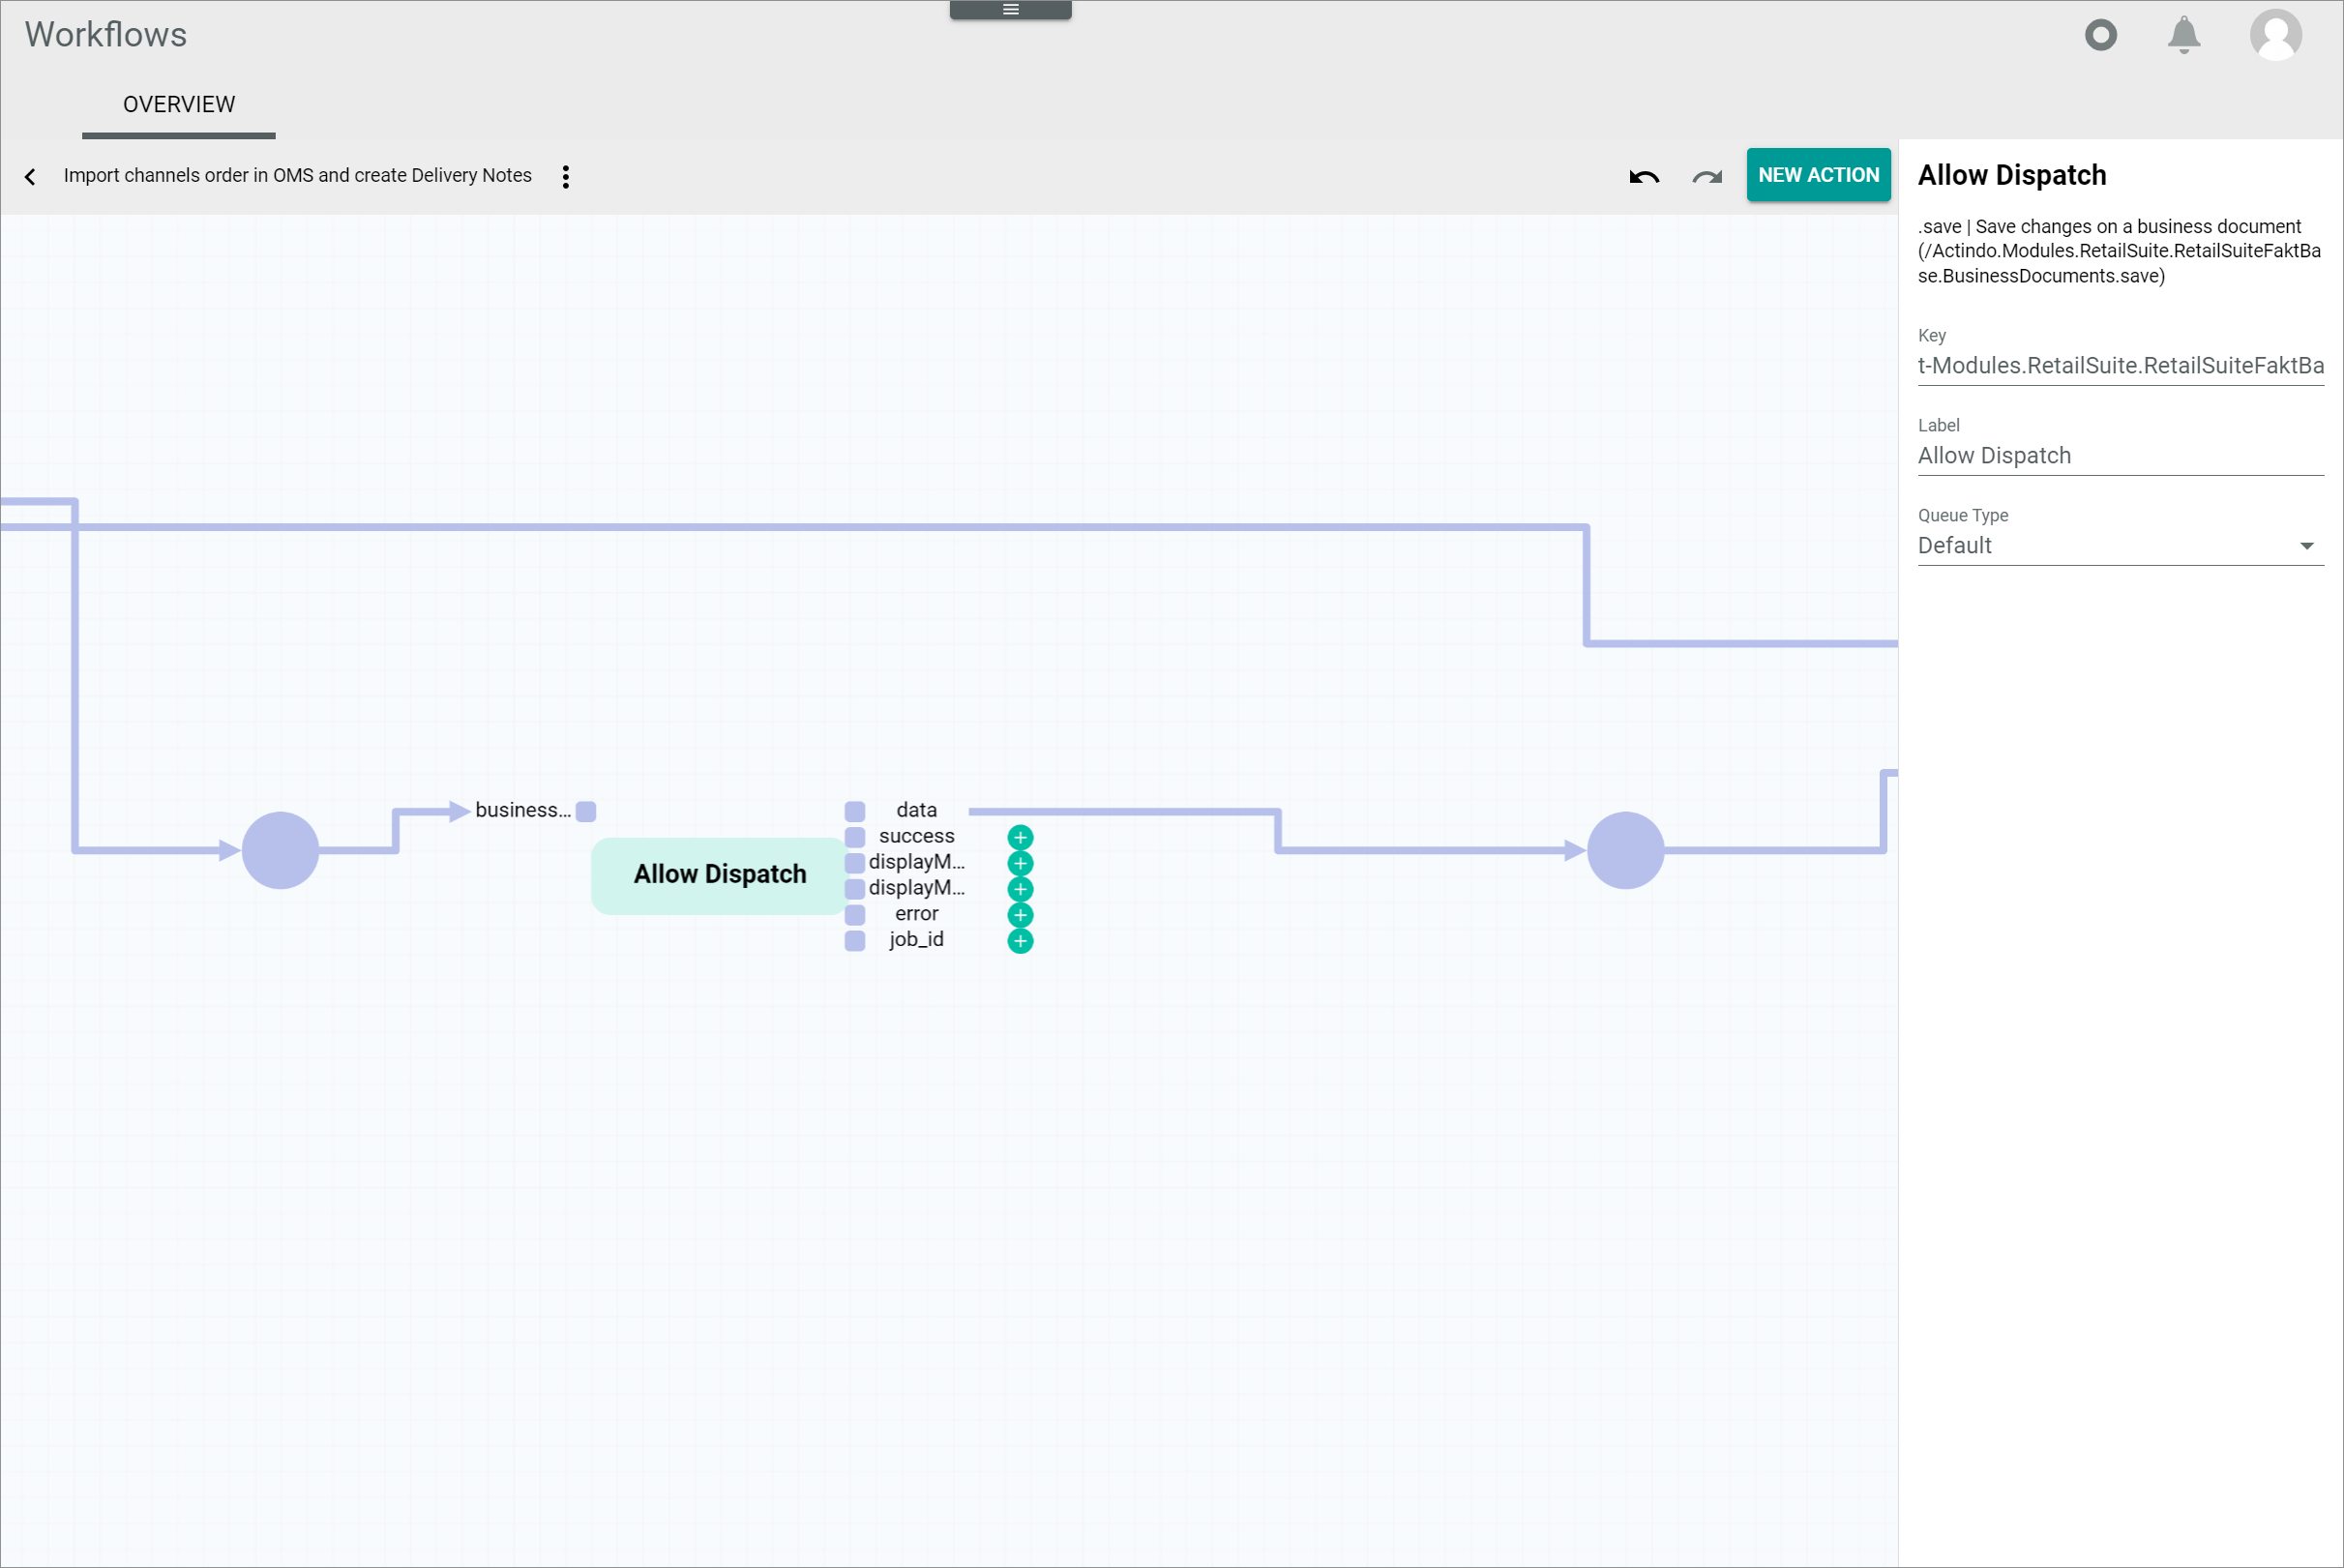 Workflows
OVERVIEW
Import channels order in OMS and create Delivery Notes
NEW ACTION
Allow Dispatch
.save | Save changes on a business document
(/Actindo.Modules.RetailSuite.RetailSuiteFaktBa
se.BusinessDocuments.save)
Key
t-Modules.RetailSuite.RetailSuiteFaktBa
Label
Allow Dispatch
Queue Type
Default
business...
Allow Dispatch
data
success
displayM...
displayM...
error
job_id